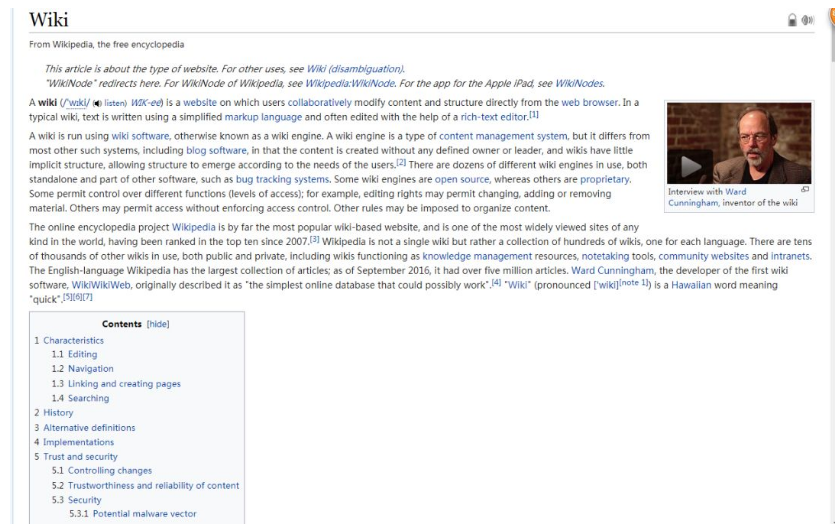 Wiki
From Wikipedia, the free encyclopedia
This article is about the type of website. For other uses, see Wiki (disambiguation).
"WikiNode" redirects here. For WikiNode of Wikipedia, see Wikipedia:WikiNode. For the app for the Apple iPad, see WikiNodes.
A wiki (/ˈwɪki/ (listen) WIK-ee) is a website on which users collaboratively modify content and structure directly from the web browser. In a
typical wiki, text is written using a simplified markup language and often edited with the help of a rich-text editor.[1]
A wiki is run using wiki software, otherwise known as a wiki engine. A wiki engine is a type of content management system, but it differs from
most other such systems, including blog software, in that the content is created without any defined owner or leader, and wikis have little
implicit structure, allowing structure to emerge according to the needs of the users.[2] There are dozens of different wiki engines in use, both
standalone and part of other software, such as bug tracking systems. Some wiki engines are open source, whereas others are proprietary.
Some permit control over different functions (levels of access); for example, editing rights may permit changing, adding or removing
material. Others may permit access without enforcing access control. Other rules may be imposed to organize content.
Interview with Ward
Cunningham, inventor of the wiki
The online encyclopedia project Wikipedia is by far the most popular wiki-based website, and is one of the most widely viewed sites of any
kind in the world, having been ranked in the top ten since 2007.[3] Wikipedia is not a single wiki but rather a collection of hundreds of wikis, one for each language. There are tens
of thousands of other wikis in use, both public and private, including wikis functioning as knowledge management resources, notetaking tools, community websites and intranets.
The English-language Wikipedia has the largest collection of articles; as of September 2016, it had over five million articles. Ward Cunningham, the developer of the first wiki
software, WikiWikiWeb, originally described it as "the simplest online database that could possibly work".[4] "Wiki" (pronounced [ˈwiki][note 1]) is a Hawaiian word meaning
"quick".[5][6][7]
Contents [hide]
1 Characteristics
1.1 Editing
1.2 Navigation
1.3 Linking and creating pages
1.4 Searching
2 History
3 Alternative definitions
4 Implementations
5 Trust and security
5.1 Controlling changes
5.2 Trustworthiness and reliability of content
5.3 Security
5.3.1 Potential malware vector